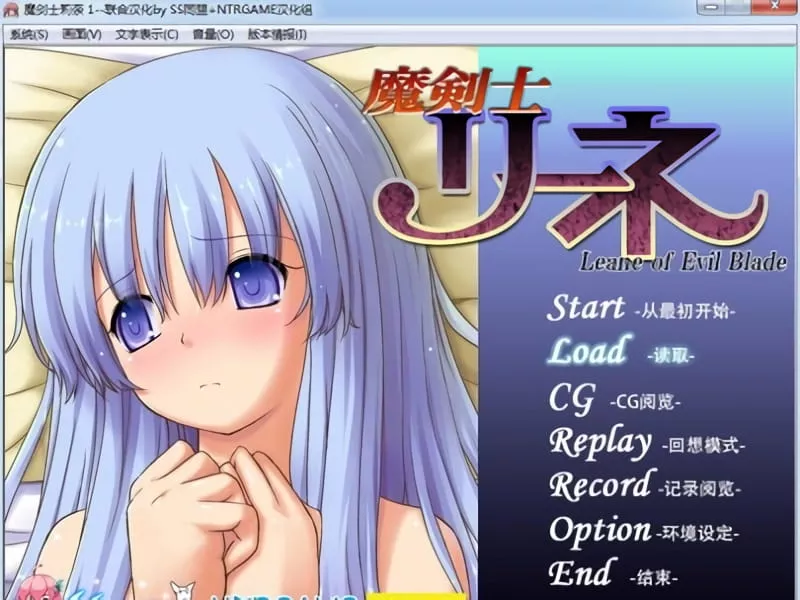 魔剑士莉涅 1--联合汉化by SS同盟+NTRGAME汉化组
系统(S) 画面(V) 文字表示(C) 音量(O) 版本情报(I)
魔剣士
リーネ
Leane of Evil Blade
Start -从最初开始-
Load -读取-
CG -CG阅览-
Replay -回想模式-
Record -记录阅览-
Option -环境设定-
End -结束-